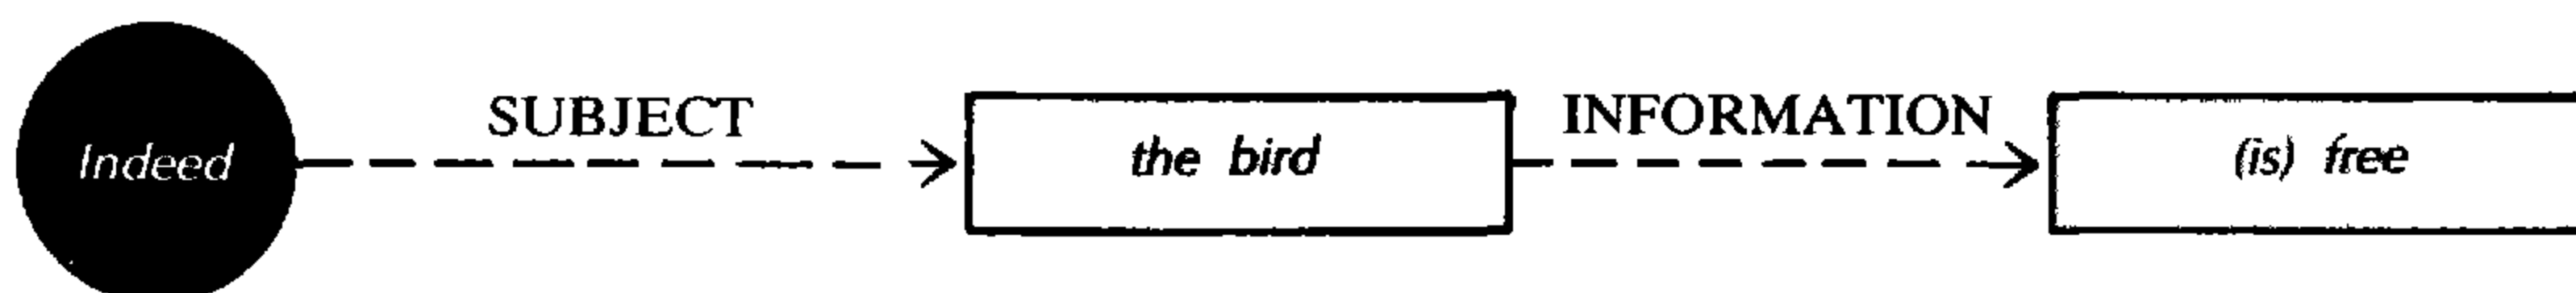 SUBJECT INFORMATION
Indeed the bird (is) free